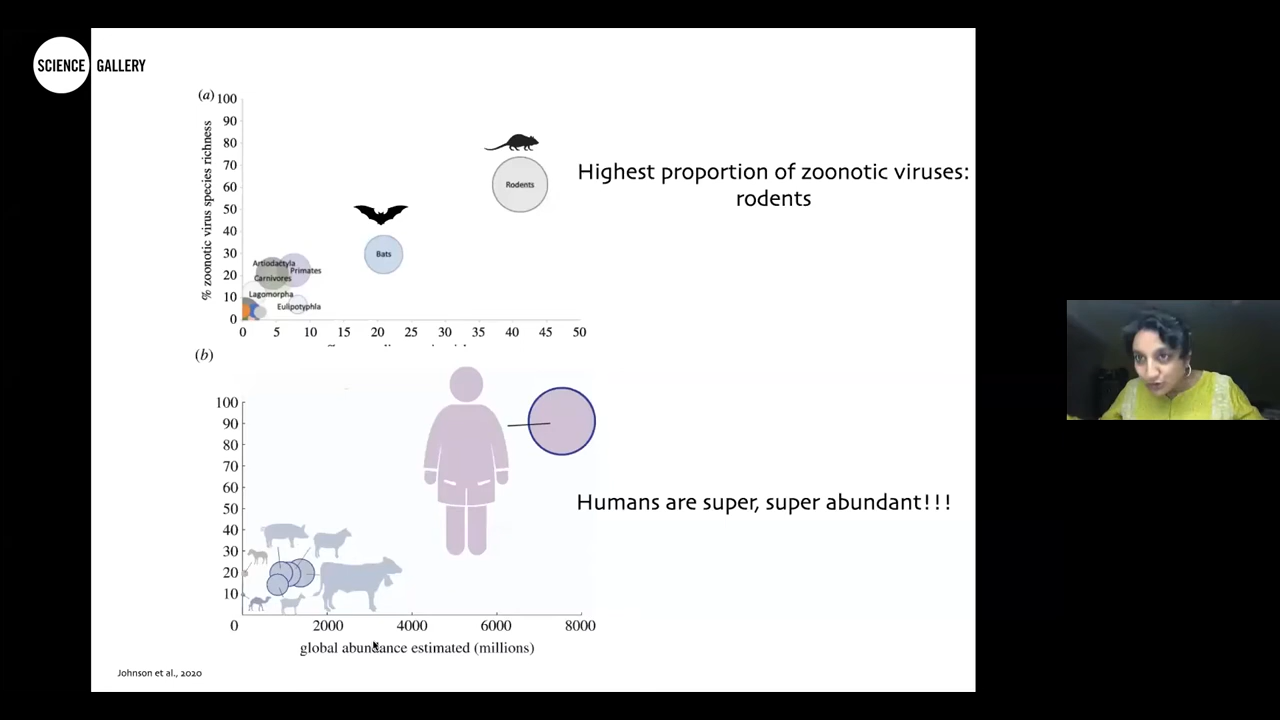 SCIENCE GALLERY
(a)
% zoonotic virus species richness
100
90
80
70
60
50
40
30
20
10
0
Rodents
Bats
Artiodactyla
Primates
Carnivores
Lagomorpha
Eulipotyphla
0 5 10 15 20 25 30 35 40 45 50
Highest proportion of zoonotic viruses:
rodents
(b)
100
90
80
70
60
50
40
30
20
10
0 2000 4000 6000 8000
global abundance estimated (millions)
Humans are super, super abundant!!!
Johnson et al., 2020